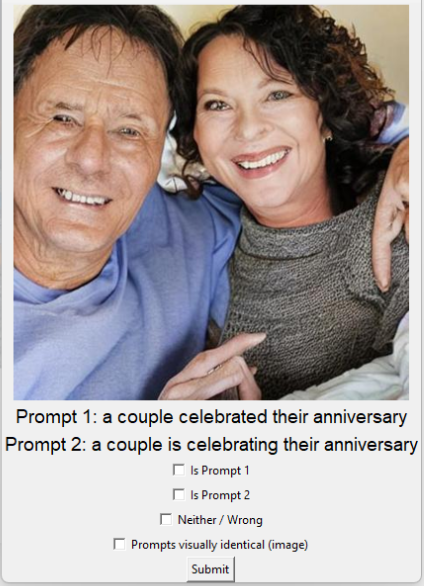 Prompt 1: a couple celebrated their anniversary
Prompt 2: a couple is celebrating their anniversary
Is Prompt 1
Is Prompt 2
Neither / Wrong
Prompts visually identical (image)
Submit